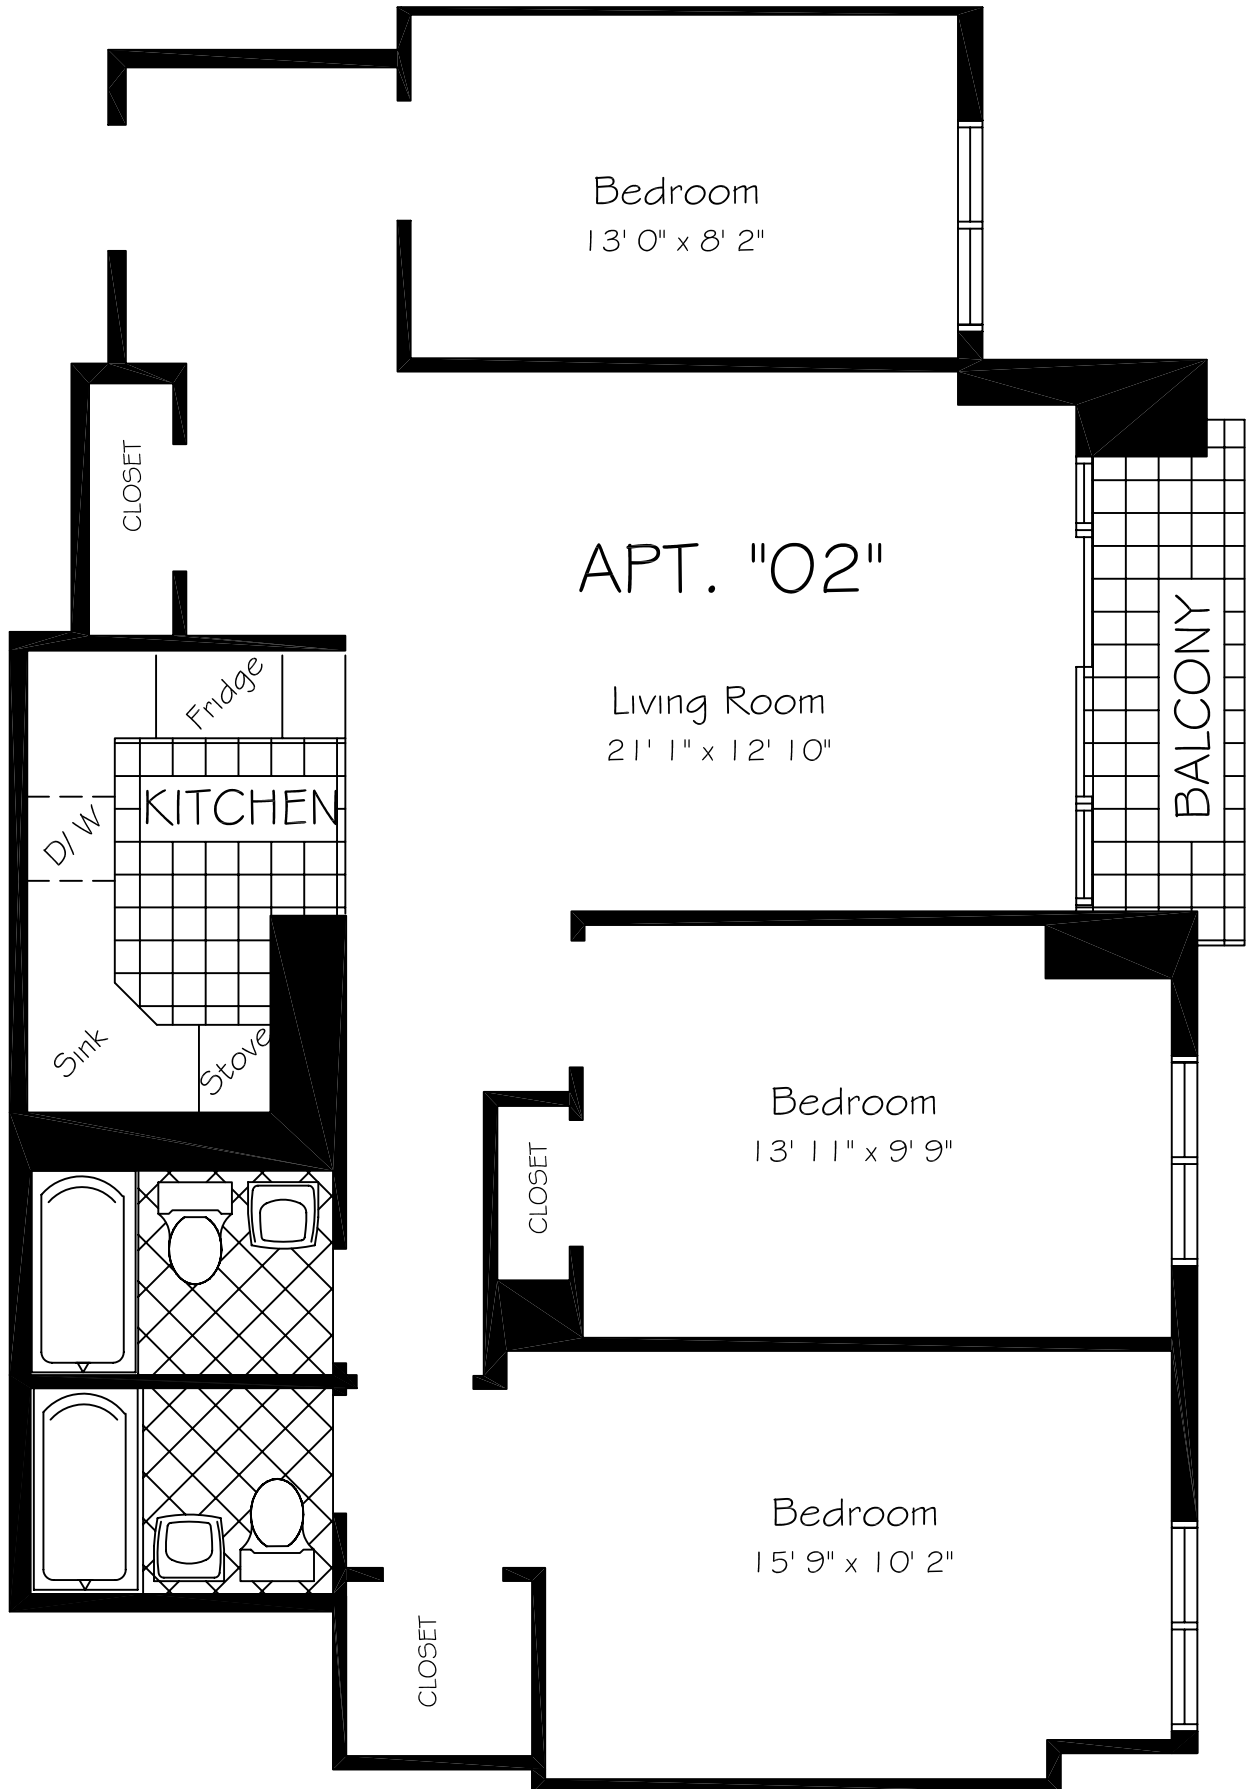 Bedroom
13' 0" x 8' 2"
CLOSET
APT. "02"
Living Room
21' 1" x 12' 10"
BALCONY
Fridge
KITCHEN
D/ W
Sink
Stove
Bedroom
13' 11" x 9' 9"
CLOSET
Bedroom
15' 9" x 10' 2"
CLOSET